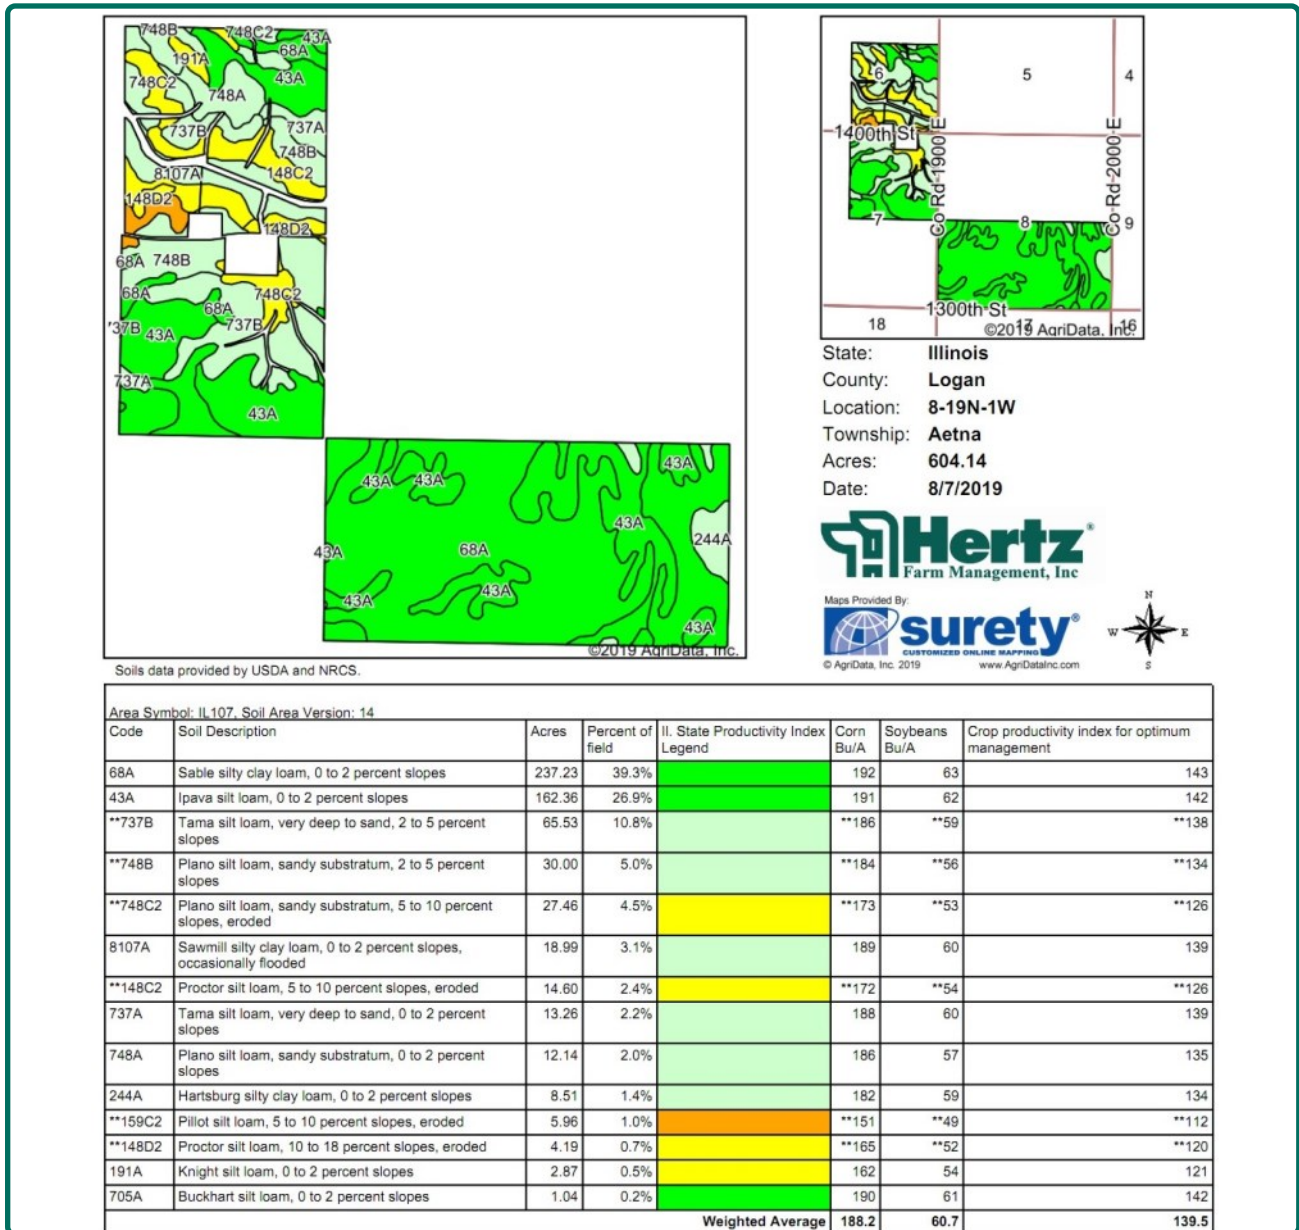 748B
748C2
43A
68A
191A
43A
748C2
748A
737B
737A
748B
8107A
148C2
148D2
148D2
68A 748B
68A
748C2
68A
737B
37B
43A
737A
43A
43A 43A
43A
43A
244A
43A
68A
43A
43A
43A
©2019 AgriData, Inc.
Soils data provided by USDA and NRCS.
6
5
4
1400th St
Co Rd 1900 E
Co Rd 2000 E
7
8
9
1300th St
18
17
16
©2019 AgriData, Inc.
State: Illinois
County: Logan
Location: 8-19N-1W
Township: Aetna
Acres: 604.14
Date: 8/7/2019
Hertz®
Farm Management, Inc
Maps Provided By:
surety®
CUSTOMIZED ONLINE MAPPING
© AgriData, Inc. 2019 www.AgriDataInc.com
N
W E
S
Area Symbol: IL107, Soil Area Version: 14
Code Soil Description Acres Percent of field II. State Productivity Index Legend Corn Bu/A Soybeans Bu/A Crop productivity index for optimum management
68A Sable silty clay loam, 0 to 2 percent slopes 237.23 39.3% 192 63 143
43A Ipava silt loam, 0 to 2 percent slopes 162.36 26.9% 191 62 142
**737B Tama silt loam, very deep to sand, 2 to 5 percent slopes 65.53 10.8% **186 **59 **138
**748B Plano silt loam, sandy substratum, 2 to 5 percent slopes 30.00 5.0% **184 **56 **134
**748C2 Plano silt loam, sandy substratum, 5 to 10 percent slopes, eroded 27.46 4.5% **173 **53 **126
8107A Sawmill silty clay loam, 0 to 2 percent slopes, occasionally flooded 18.99 3.1% 189 60 139
**148C2 Proctor silt loam, 5 to 10 percent slopes, eroded 14.60 2.4% **172 **54 **126
737A Tama silt loam, very deep to sand, 0 to 2 percent slopes 13.26 2.2% 188 60 139
748A Plano silt loam, sandy substratum, 0 to 2 percent slopes 12.14 2.0% 186 57 135
244A Hartsburg silty clay loam, 0 to 2 percent slopes 8.51 1.4% 182 59 134
**159C2 Pillot silt loam, 5 to 10 percent slopes, eroded 5.96 1.0% **151 **49 **112
**148D2 Proctor silt loam, 10 to 18 percent slopes, eroded 4.19 0.7% **165 **52 **120
191A Knight silt loam, 0 to 2 percent slopes 2.87 0.5% 162 54 121
705A Buckhart silt loam, 0 to 2 percent slopes 1.04 0.2% 190 61 142
Weighted Average 188.2 60.7 139.5